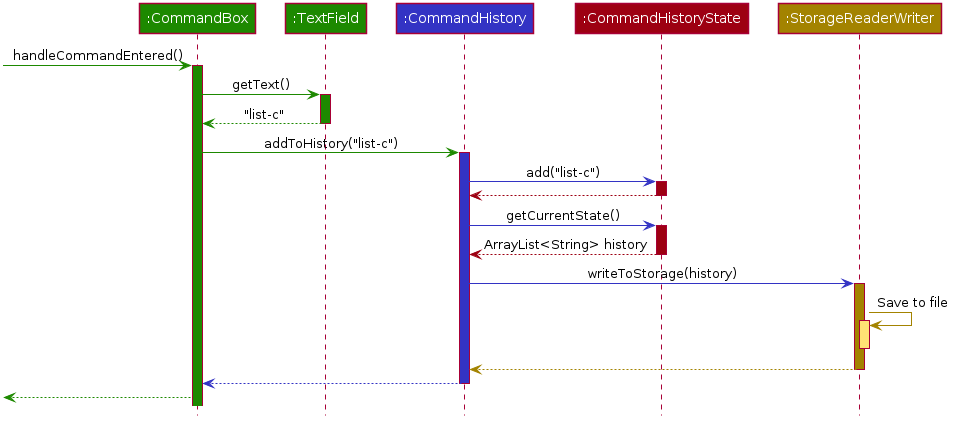 :CommandBox
:TextField
:CommandHistory
:CommandHistoryState
:StorageReaderWriter
handleCommandEntered()
getText()
"list-c"
addToHistory("list-c")
add("list-c")
getCurrentState()
ArrayList<String> history
writeToStorage(history)
Save to file